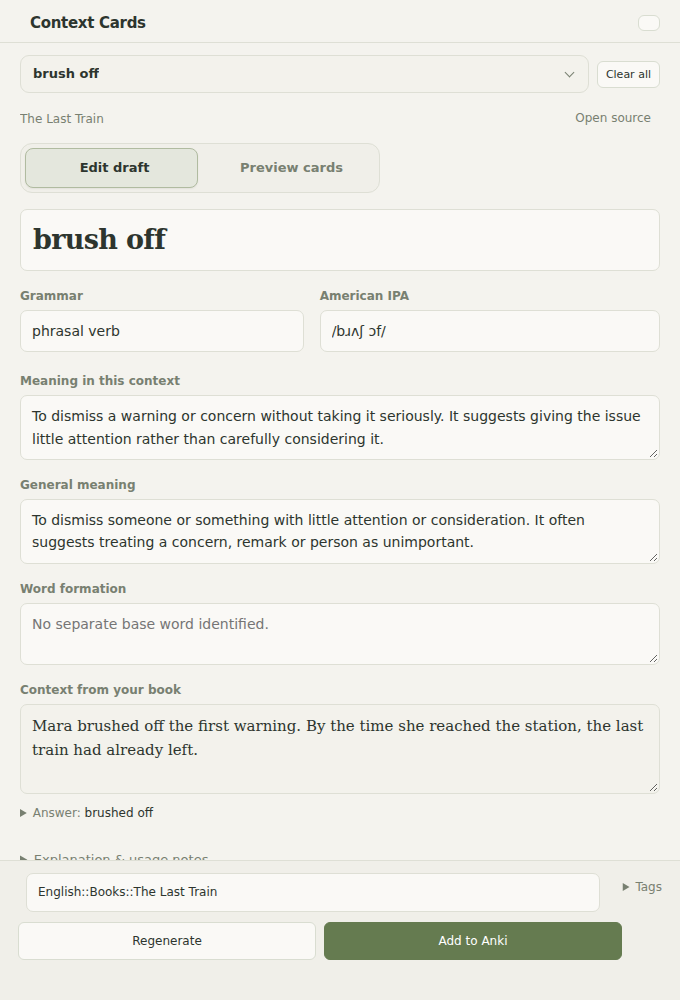 Context Cards
brush off
Clear all
The Last Train
Open source
Edit draft
Preview cards
brush off
Grammar
American IPA
phrasal verb
/bɹʌʃ ɔf/
Meaning in this context
To dismiss a warning or concern without taking it seriously. It suggests giving the issue
little attention rather than carefully considering it.
General meaning
To dismiss someone or something with little attention or consideration. It often
suggests treating a concern, remark or person as unimportant.
Word formation
No separate base word identified.
Context from your book
Mara brushed off the first warning. By the time she reached the station, the last
train had already left.
Answer: brushed off
Explanation & usage notes
English::Books::The Last Train
Tags
Regenerate
Add to Anki